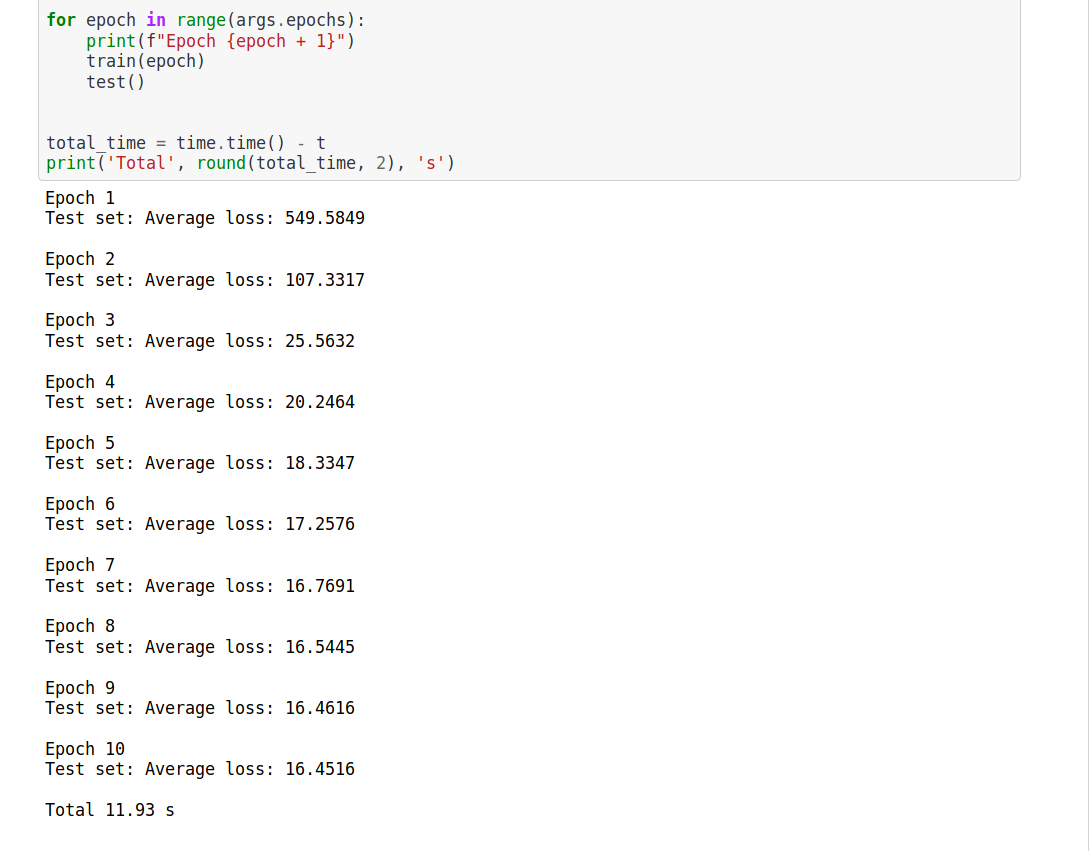 for epoch in range(args.epochs):
    print(f"Epoch {epoch + 1}")
    train(epoch)
    test()
total_time = time.time() - t
print('Total', round(total_time, 2), 's')
Epoch 1
Test set: Average loss: 549.5849
Epoch 2
Test set: Average loss: 107.3317
Epoch 3
Test set: Average loss: 25.5632
Epoch 4
Test set: Average loss: 20.2464
Epoch 5
Test set: Average loss: 18.3347
Epoch 6
Test set: Average loss: 17.2576
Epoch 7
Test set: Average loss: 16.7691
Epoch 8
Test set: Average loss: 16.5445
Epoch 9
Test set: Average loss: 16.4616
Epoch 10
Test set: Average loss: 16.4516
Total 11.93 s